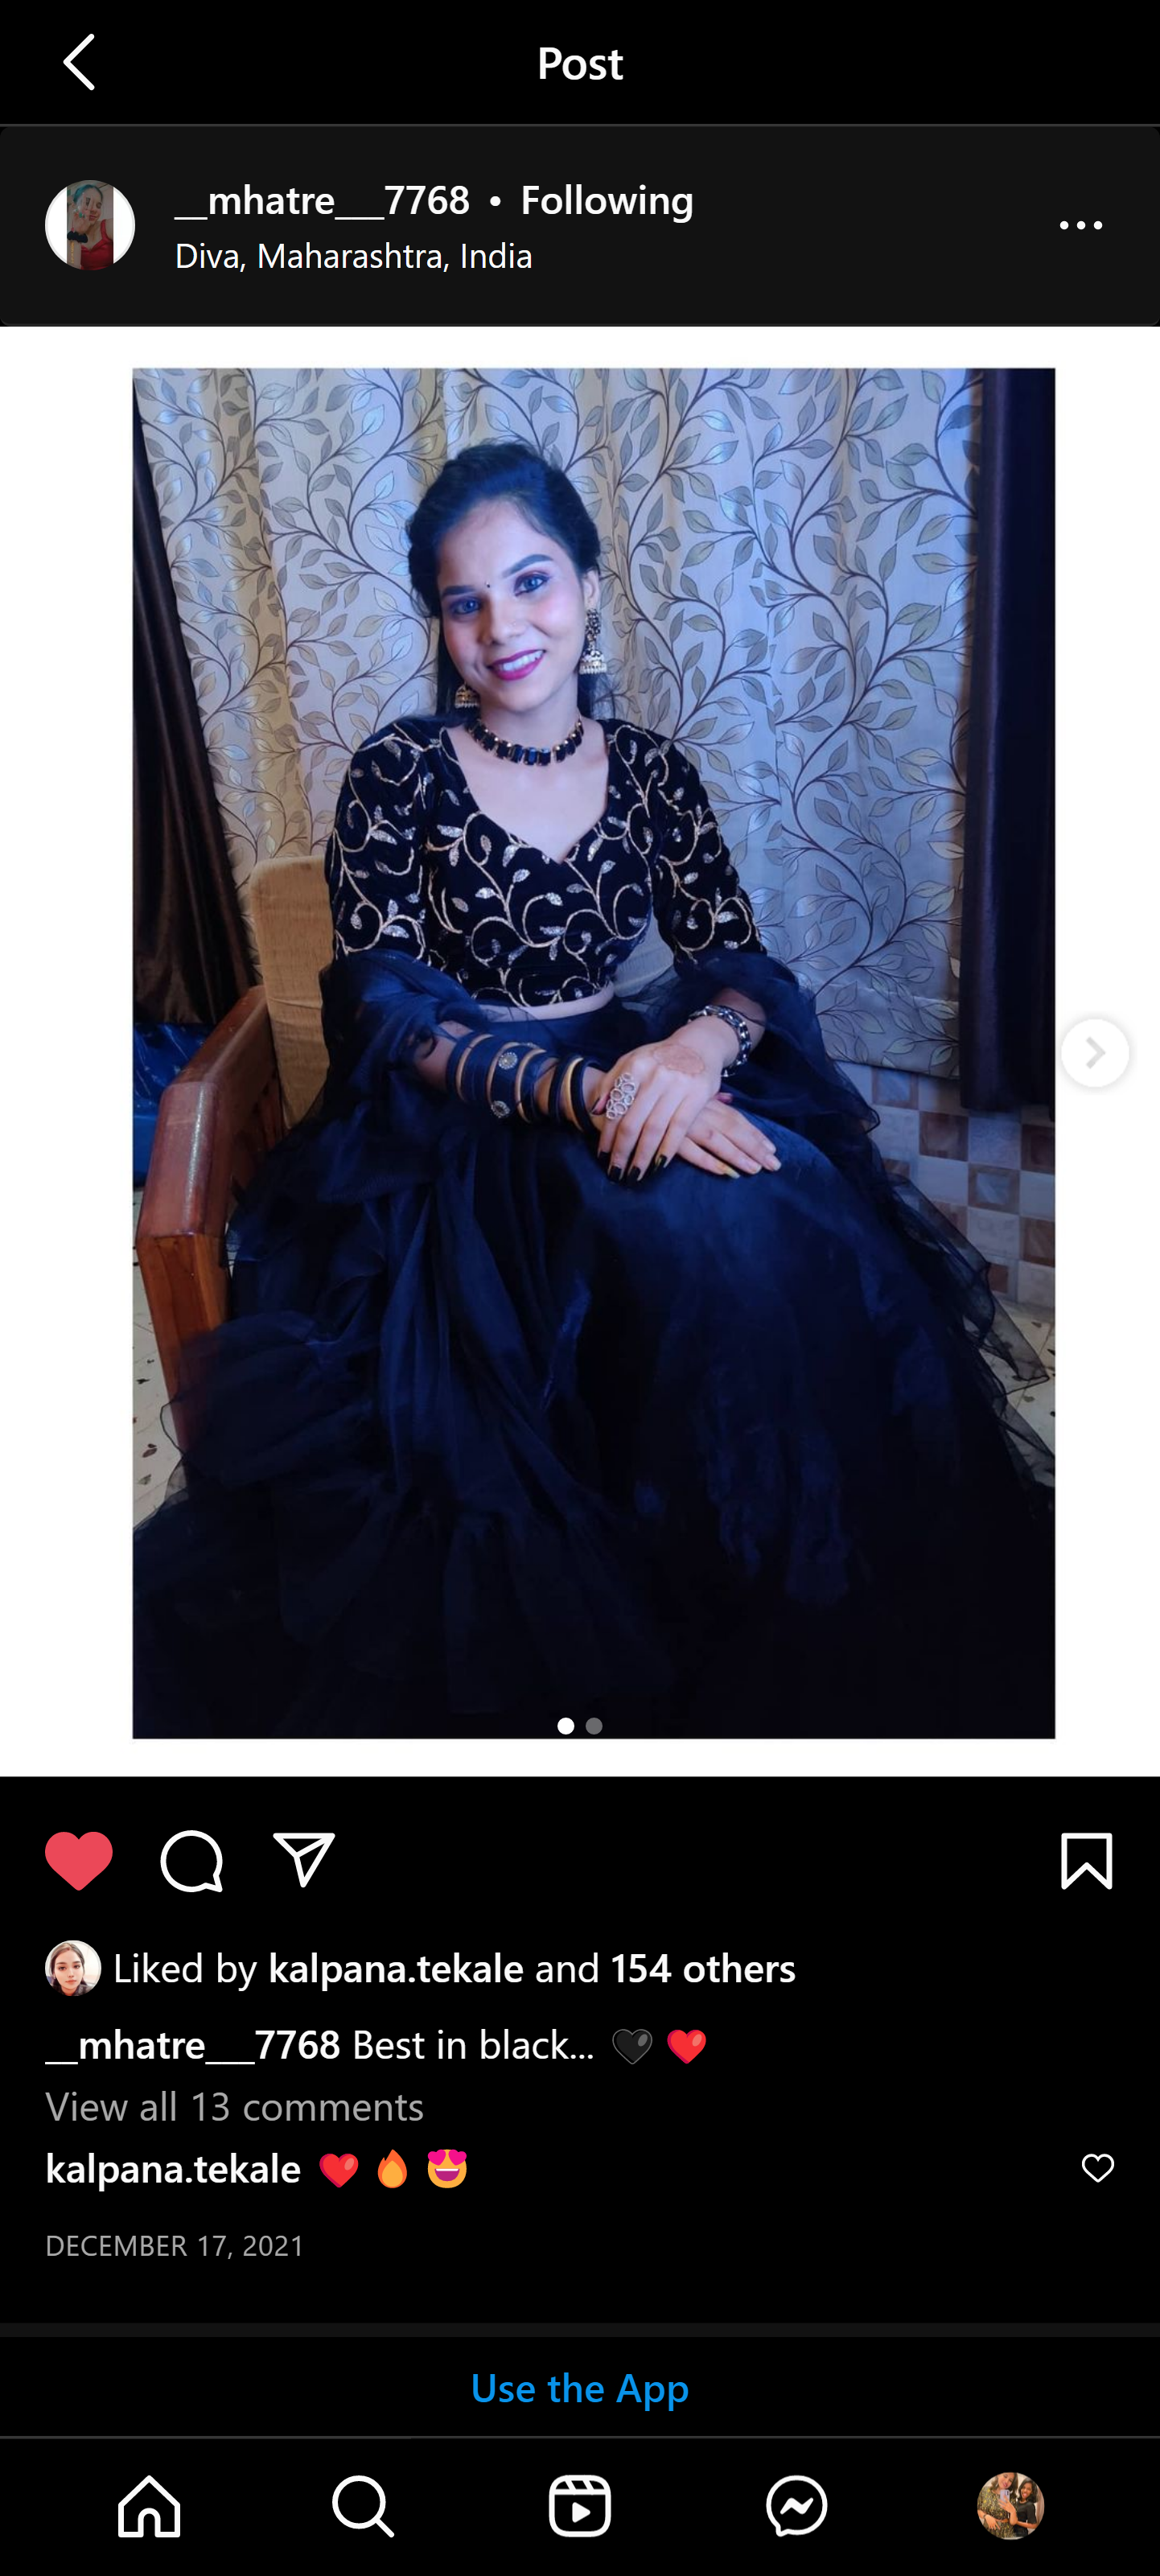 Post
__mhatre___7768 • Following
Diva, Maharashtra, India
Liked by kalpana.tekale and 154 others
__mhatre___7768 Best in black... 🖤 ❤️
View all 13 comments
kalpana.tekale ❤️ 🔥 😍
DECEMBER 17, 2021
Use the App